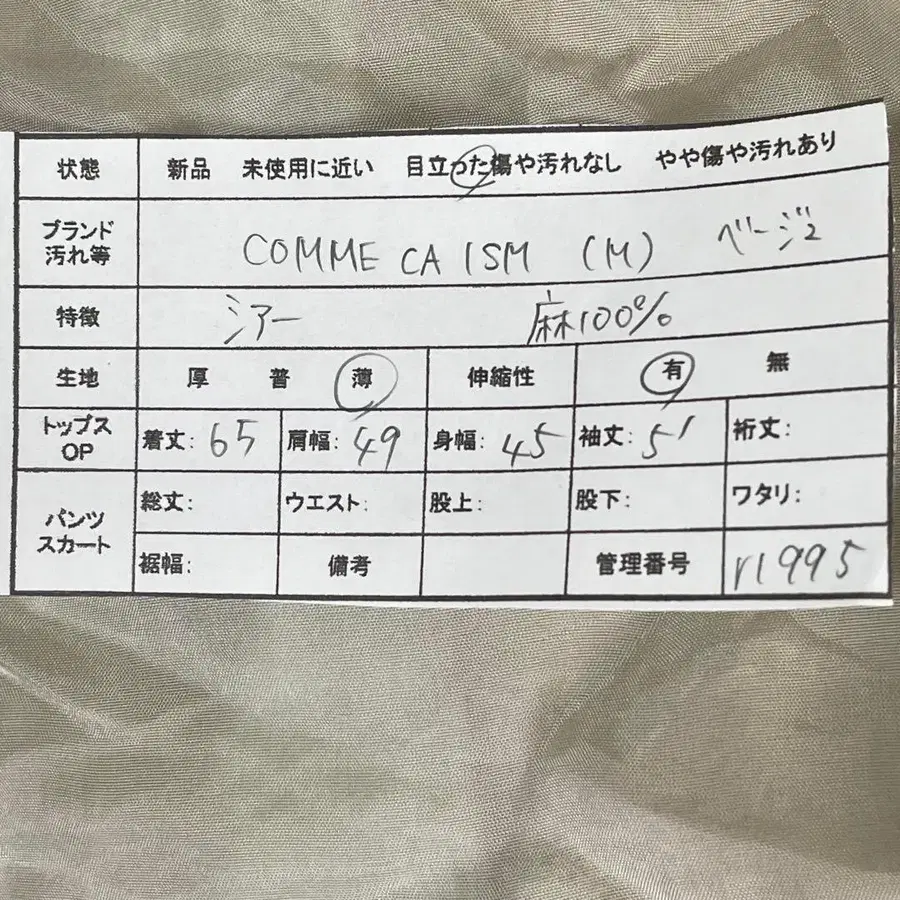 状態 新品 未使用に近い 目立った傷や汚れなし やや傷や汚れあり
ブランド 汚れ等 COMME CA ISM (M) ベージュ
特徴 シアー 麻100%
生地 厚 普 薄 伸縮性 有 無
トップス OP 着丈: 65 肩幅: 49 身幅: 45 袖丈: 51 裄丈:
パンツ スカート 総丈: ウエスト: 股上: 股下: ワタリ:
裾幅: 備考 管理番号 r1995